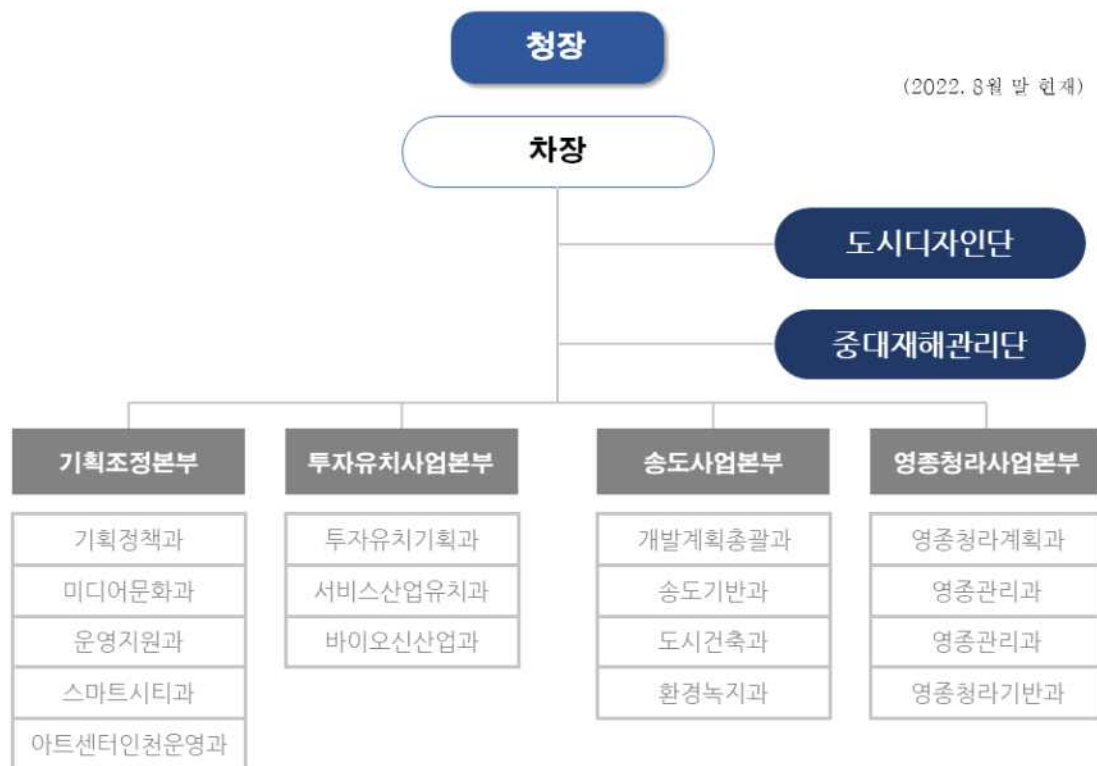 청장
(2022. 8월 말 현재)
차장
도시디자인단
중대재해관리단
기획조정본부
투자유치사업본부
송도사업본부
영종청라사업본부
기획정책과
미디어문화과
운영지원과
스마트시티과
아트센터인천운영과
투자유치기획과
서비스산업유치과
바이오신산업과
개발계획총괄과
송도기반과
도시건축과
환경녹지과
영종청라계획과
영종관리과
영종관리과
영종청라기반과